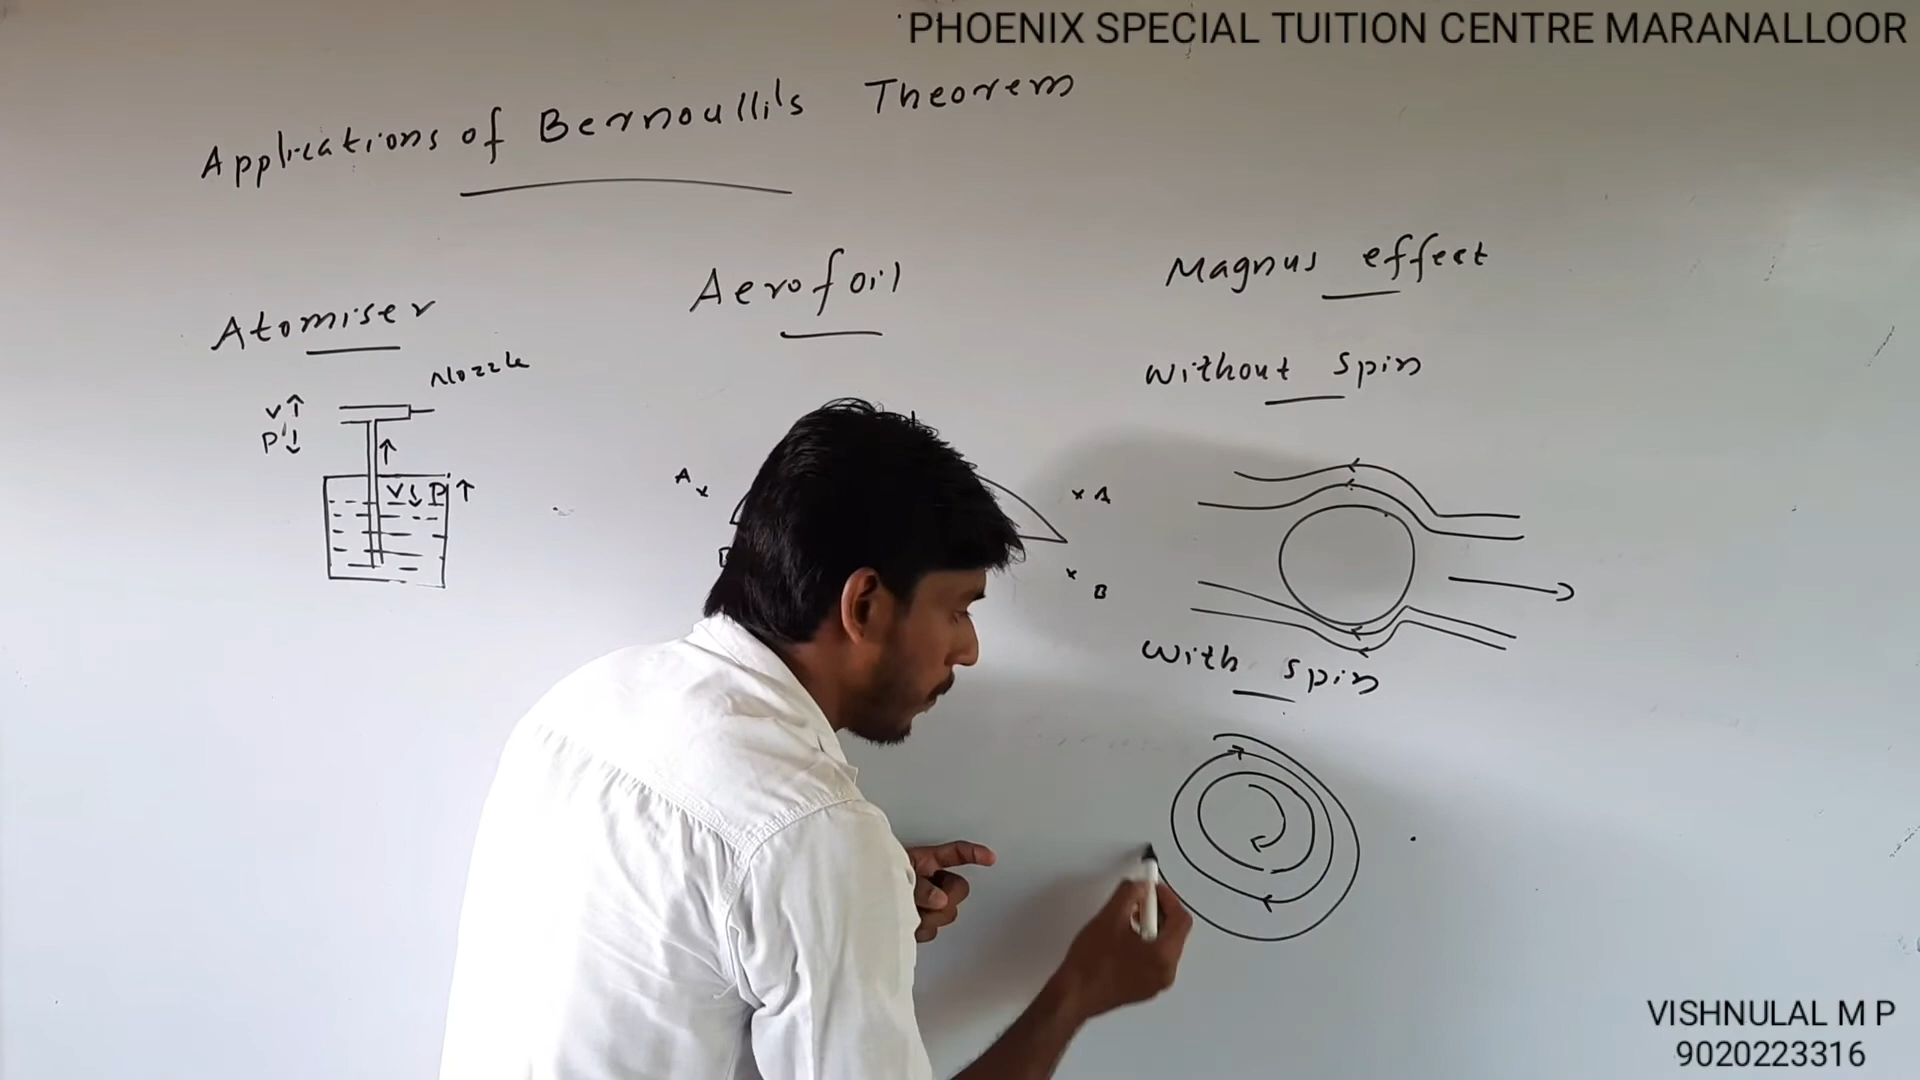 PHOENIX SPECIAL TUITION CENTRE MARANALLOOR
Applications of Bernoulli's Theorem
Atomiser
Nozzle
V↑
P↓
V↓ P↑
Aerofoil
A x
x A
x B
Magnus effect
Without spin
With spin
VISHNULAL M P
9020223316